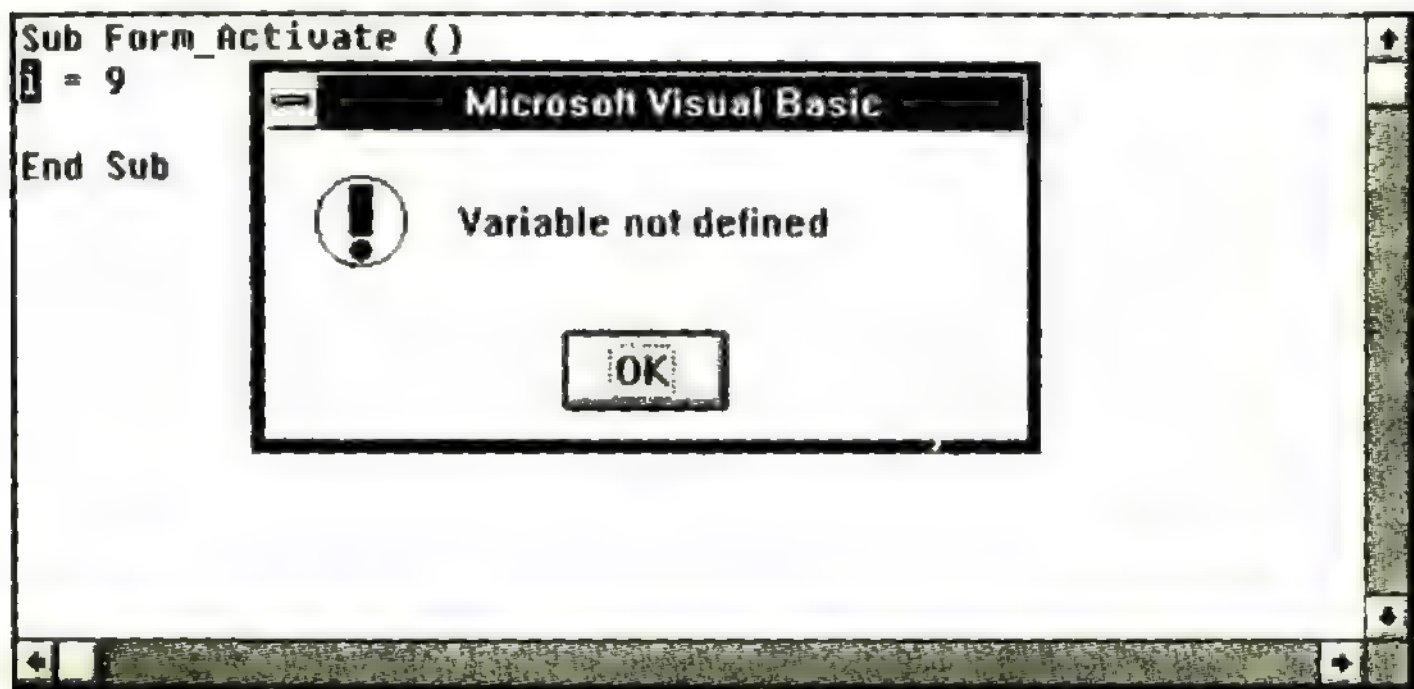 Sub Form_Activate ()
i = 9
End Sub
Microsoft Visual Basic
Variable not defined
OK